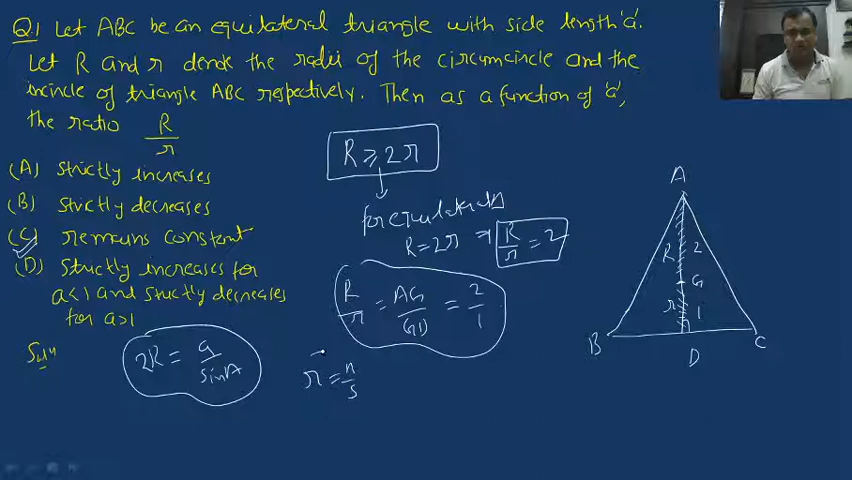 Q1 Let ABC be an equilateral triangle with side length 'a'.
Let R and r denote the radii of the circumcircle and the
incircle of triangle ABC respectively. Then as a function of 'a',
the ratio R/r
(A) strictly increases
(B) strictly decreases
(C) remains constant
(D) strictly increases for
a<1 and strictly decreases
for a>1
Soln
R ≥ 2r
for equilateral Δ
R = 2r ⇒ R/r = 2
R/r = AG/GD = 2/1
2R = a/sinA
r = Δ/s
A
R 2
G
r 1
B D C